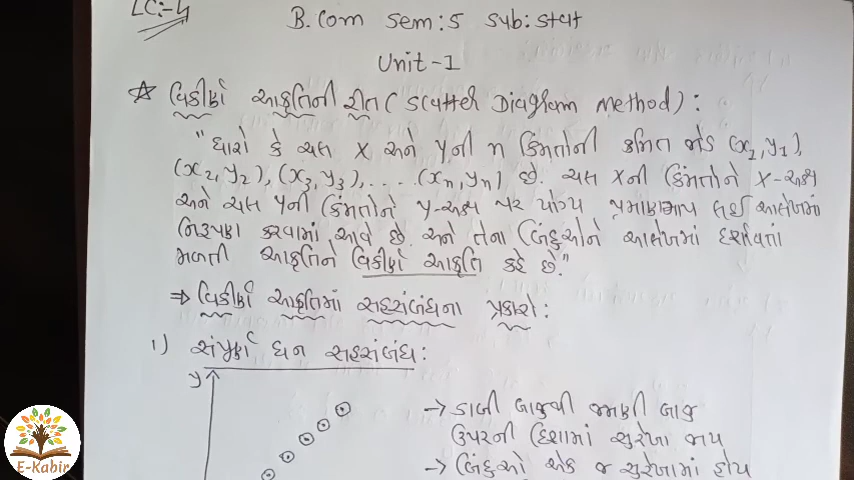 LC:-4
B.com sem:5 sub:stat
Unit-I
☆ વિકીર્ણ આકૃતિની રીત (Scatter Diagram Method) :
"ધારો કે ચલ X અને Yની n કિંમતોની ક્રમિત જોડ (x1, y1),
(x2, y2), (x3, y3), .... (xn, yn) છે. ચલ Xની કિંમતોને X-અક્ષ
અને ચલ Yની કિંમતોને y-અક્ષ પર યોગ્ય પ્રમાણમાપ લઈ આલેખમાં
નિરૂપણ કરવામાં આવે છે અને તેના બિંદુઓને આલેખમાં દર્શાવતાં
મળતી આકૃતિને વિકીર્ણ આકૃતિ કહે છે."
⇒ વિકીર્ણ આકૃતિમાં સહસંબંધના પ્રકારો:
1) સંપૂર્ણ ધન સહસંબંધ:
y
→ ડાબી બાજુથી જમણી બાજુ
ઉપરની દિશામાં સુરેખા જાય
→ બિંદુઓ એક જ સુરેખામાં હોય
E-Kabir